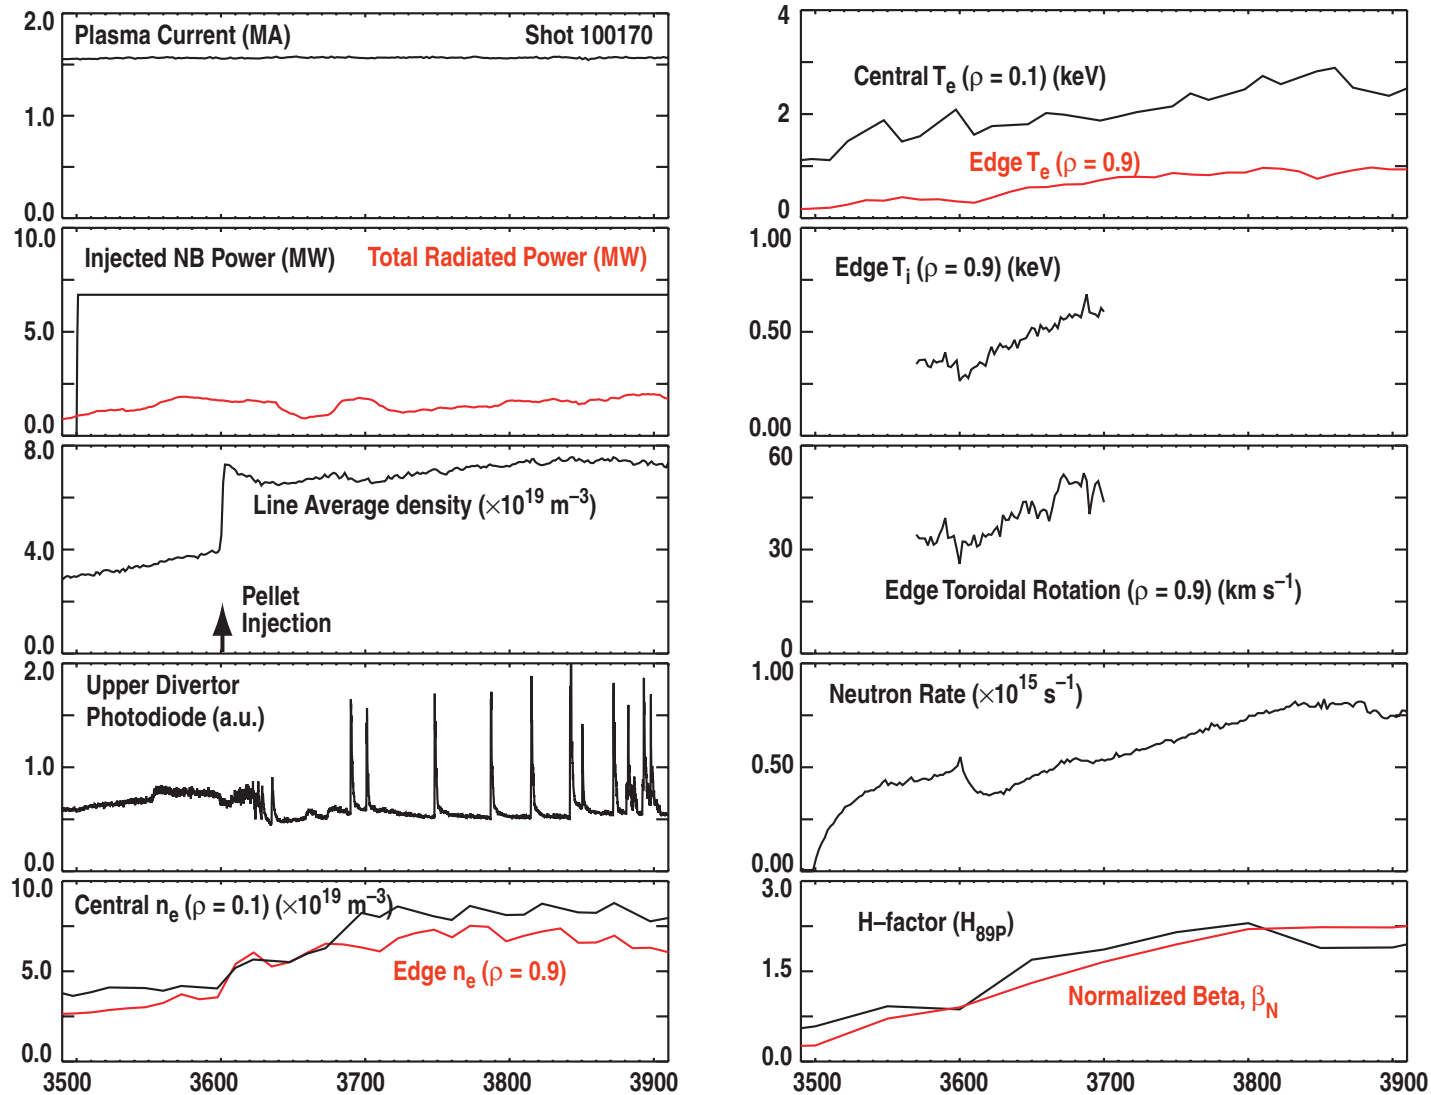 2.0
Plasma Current (MA) Shot 100170
1.0
0.0
10.0
Injected NB Power (MW) Total Radiated Power (MW)
5.0
0.0
8.0
Line Average density (×10¹⁹ m⁻³)
4.0
Pellet
Injection
0.0
2.0
Upper Divertor
Photodiode (a.u.)
1.0
0.0
10.0
Central nₑ (ρ = 0.1) (×10¹⁹ m⁻³)
5.0
Edge nₑ (ρ = 0.9)
0.0
3500 3600 3700 3800 3900
4
Central Tₑ (ρ = 0.1) (keV)
2
Edge Tₑ (ρ = 0.9)
0
1.00
Edge Tᵢ (ρ = 0.9) (keV)
0.50
0.00
60
30
Edge Toroidal Rotation (ρ = 0.9) (km s⁻¹)
0
1.00
Neutron Rate (×10¹⁵ s⁻¹)
0.50
0.00
3.0
H–factor (H₈₉P)
1.5
Normalized Beta, β_N
0.0
3500 3600 3700 3800 3900